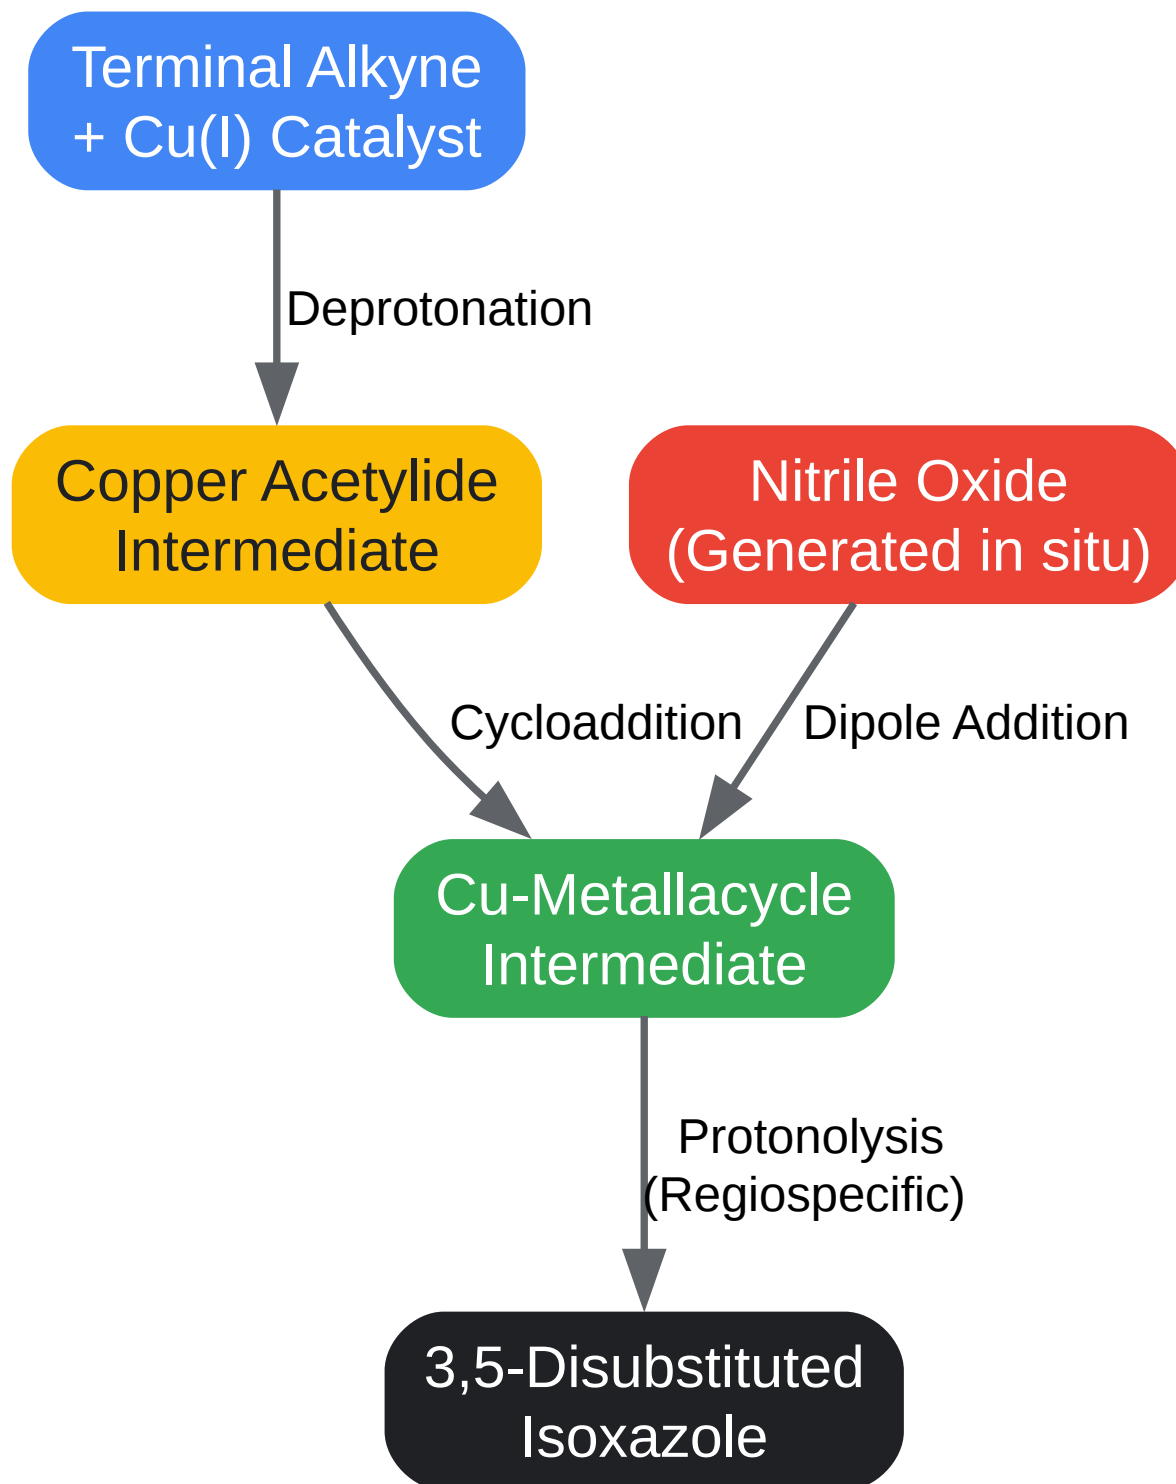 Terminal Alkyne
+ Cu(I) Catalyst
Deprotonation
Copper Acetylide
Intermediate
Nitrile Oxide
(Generated in situ)
Cycloaddition
Dipole Addition
Cu-Metallacycle
Intermediate
Protonolysis
(Regiospecific)
3,5-Disubstituted
Isoxazole